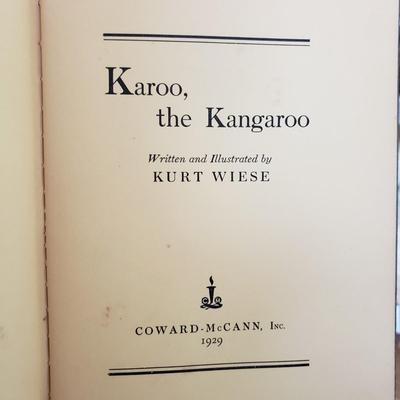 Karoo,
the Kangaroo
Written and Illustrated by
KURT WIESE
COWARD-McCANN, Inc.
1929